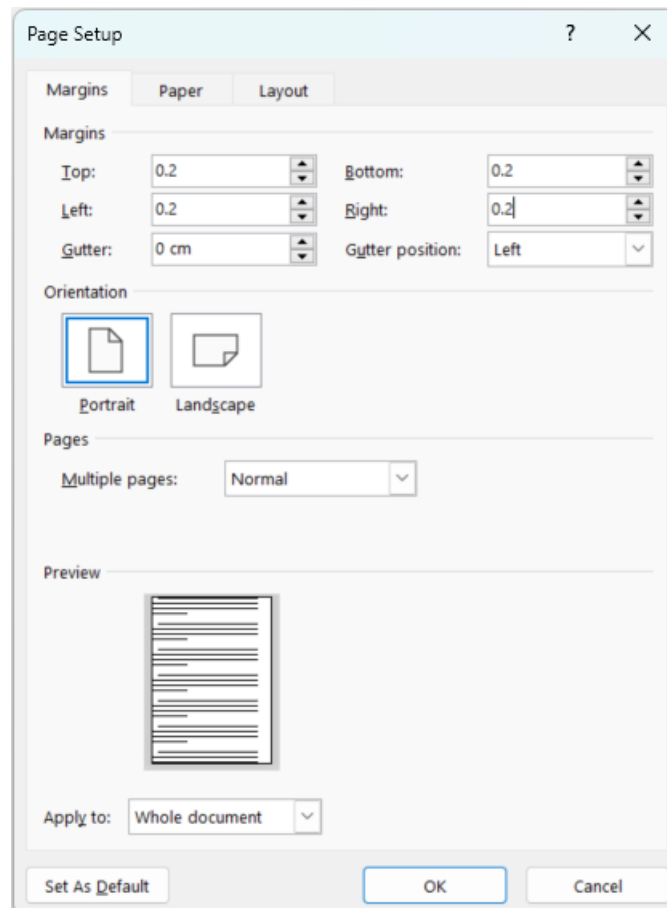 Page Setup ?
Margins Paper Layout
Margins
Top: 0.2 Bottom: 0.2
Left: 0.2 Right: 0.2
Gutter: 0 cm Gutter position: Left
Orientation
Portrait Landscape
Pages
Multiple pages: Normal
Preview
Apply to: Whole document
Set As Default OK Cancel